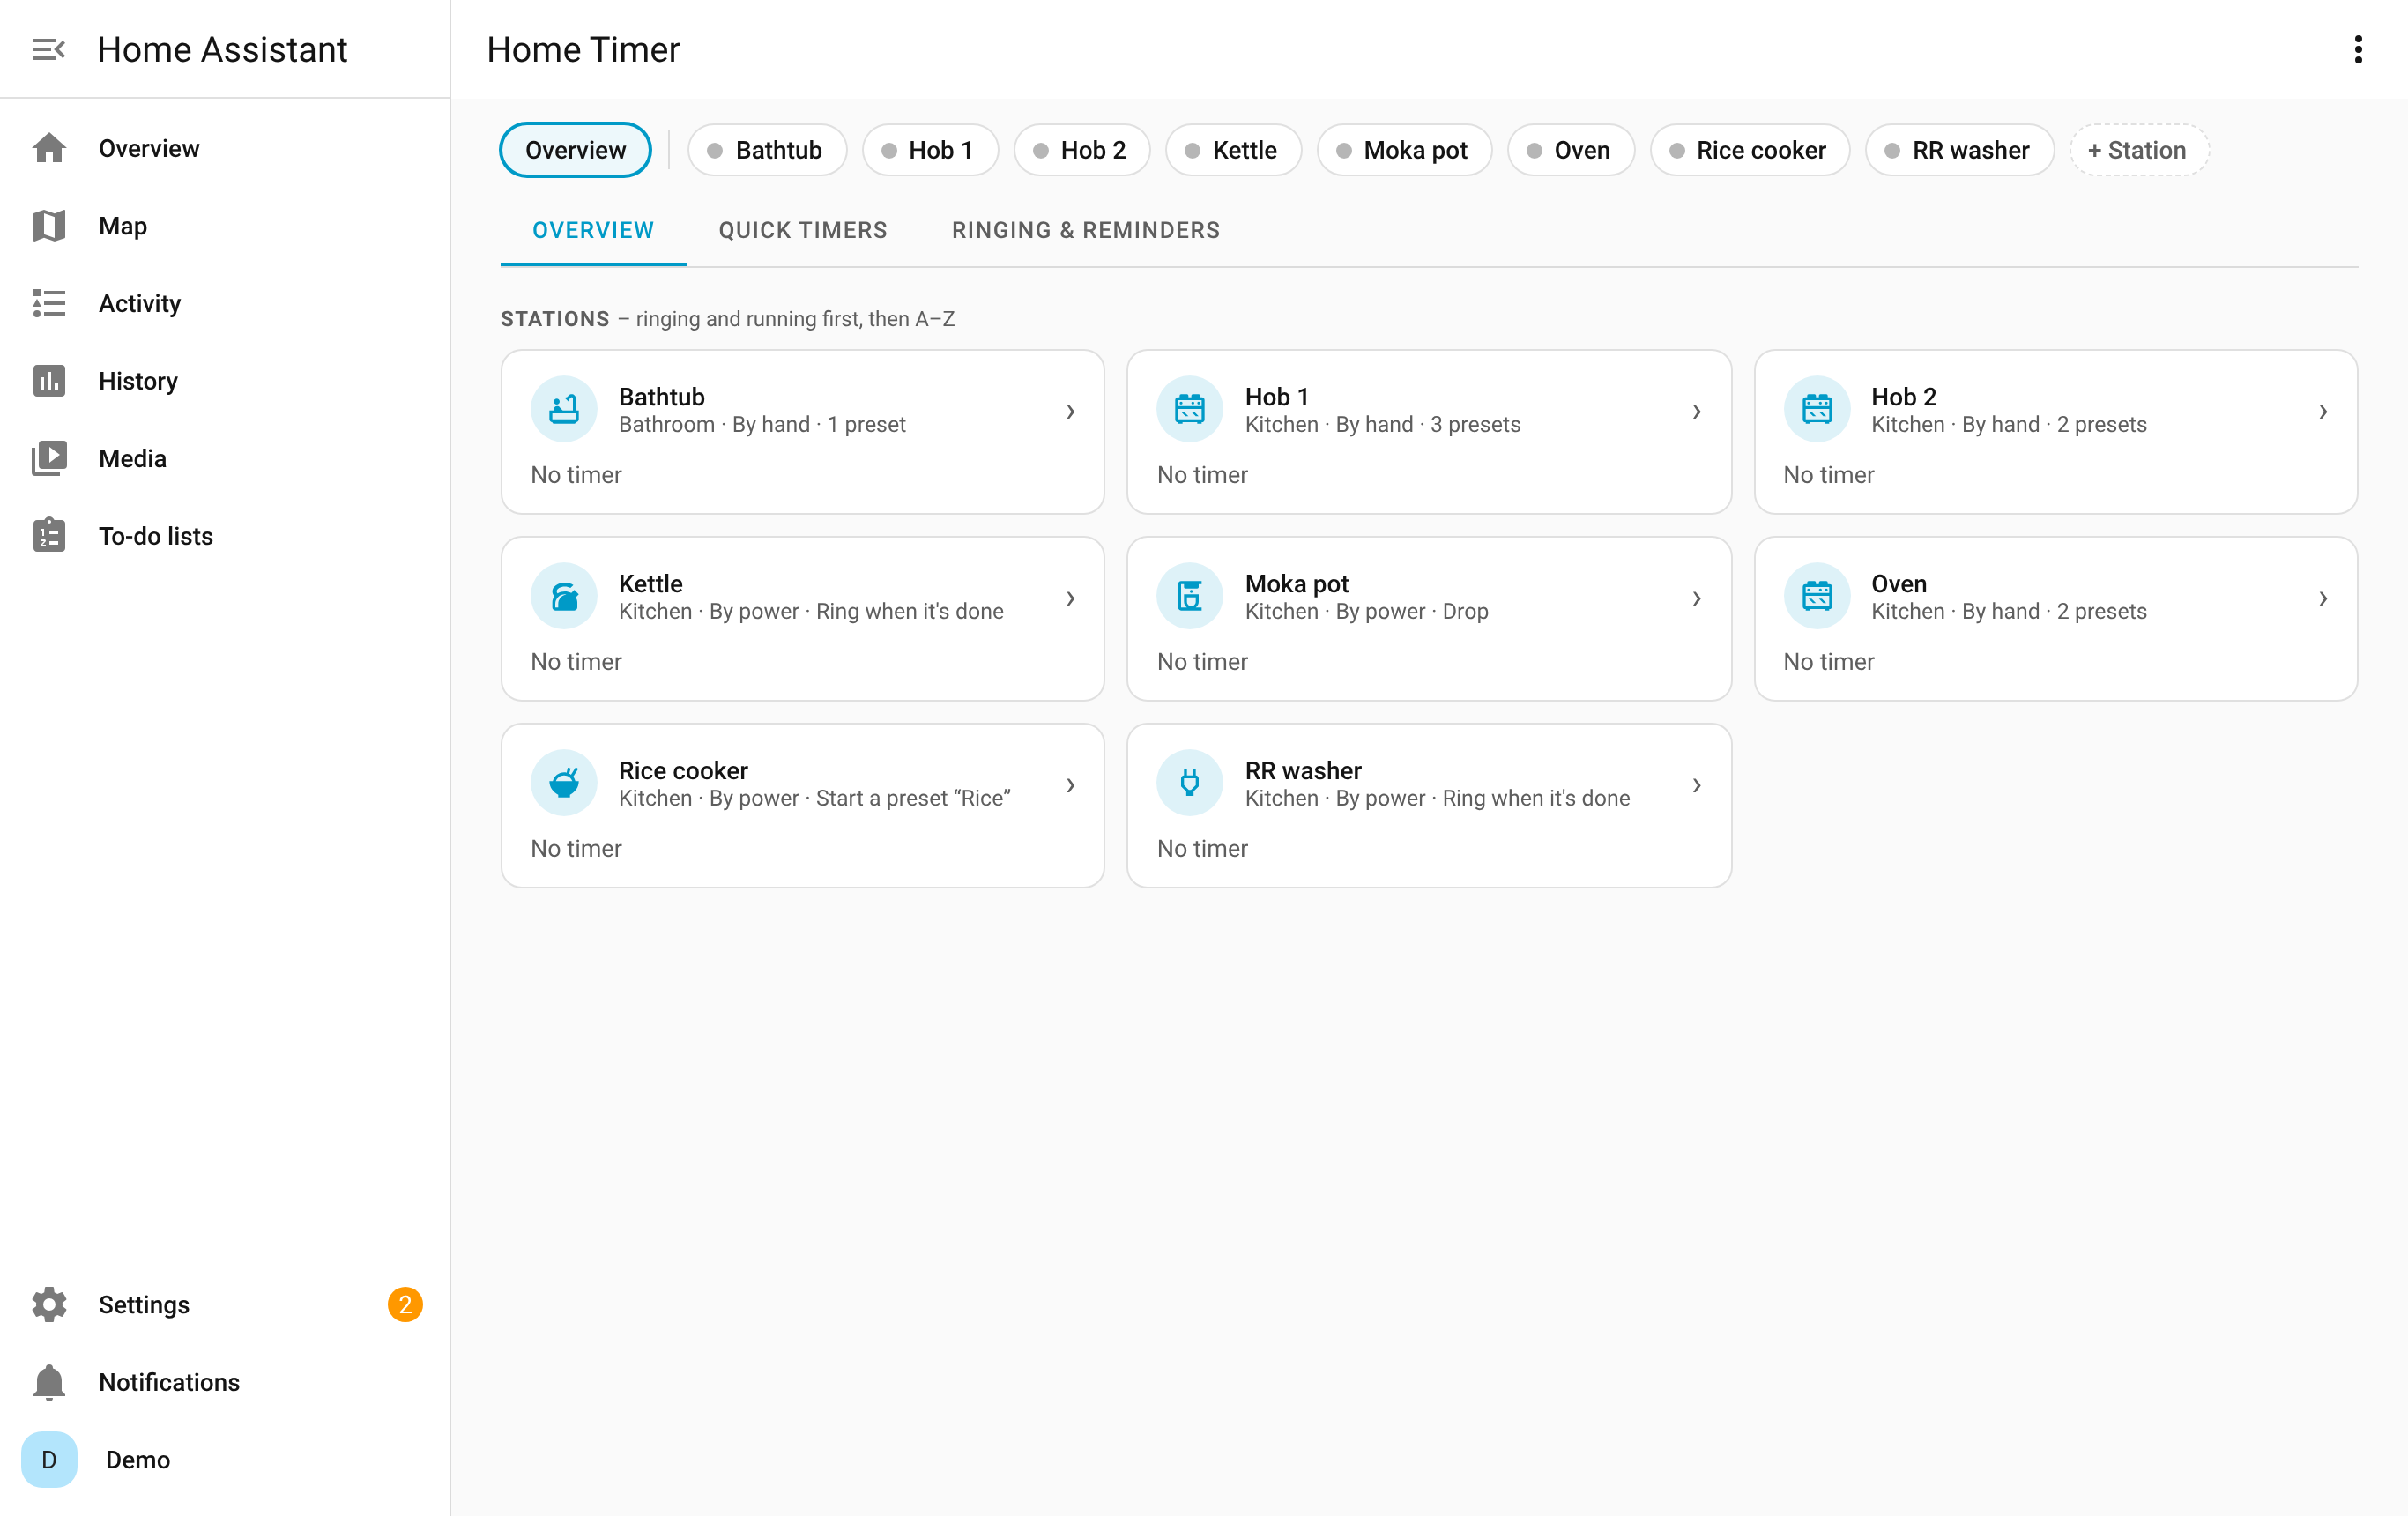 Home Assistant
Home Timer
Overview
Map
Activity
History
Media
To-do lists
Settings
2
Notifications
D
Demo
Overview
Bathtub
Hob 1
Hob 2
Kettle
Moka pot
Oven
Rice cooker
RR washer
+ Station
OVERVIEW
QUICK TIMERS
RINGING & REMINDERS
STATIONS – ringing and running first, then A–Z
Bathtub
Bathroom · By hand · 1 preset
No timer
Hob 1
Kitchen · By hand · 3 presets
No timer
Hob 2
Kitchen · By hand · 2 presets
No timer
Kettle
Kitchen · By power · Ring when it's done
No timer
Moka pot
Kitchen · By power · Drop
No timer
Oven
Kitchen · By hand · 2 presets
No timer
Rice cooker
Kitchen · By power · Start a preset “Rice”
No timer
RR washer
Kitchen · By power · Ring when it's done
No timer